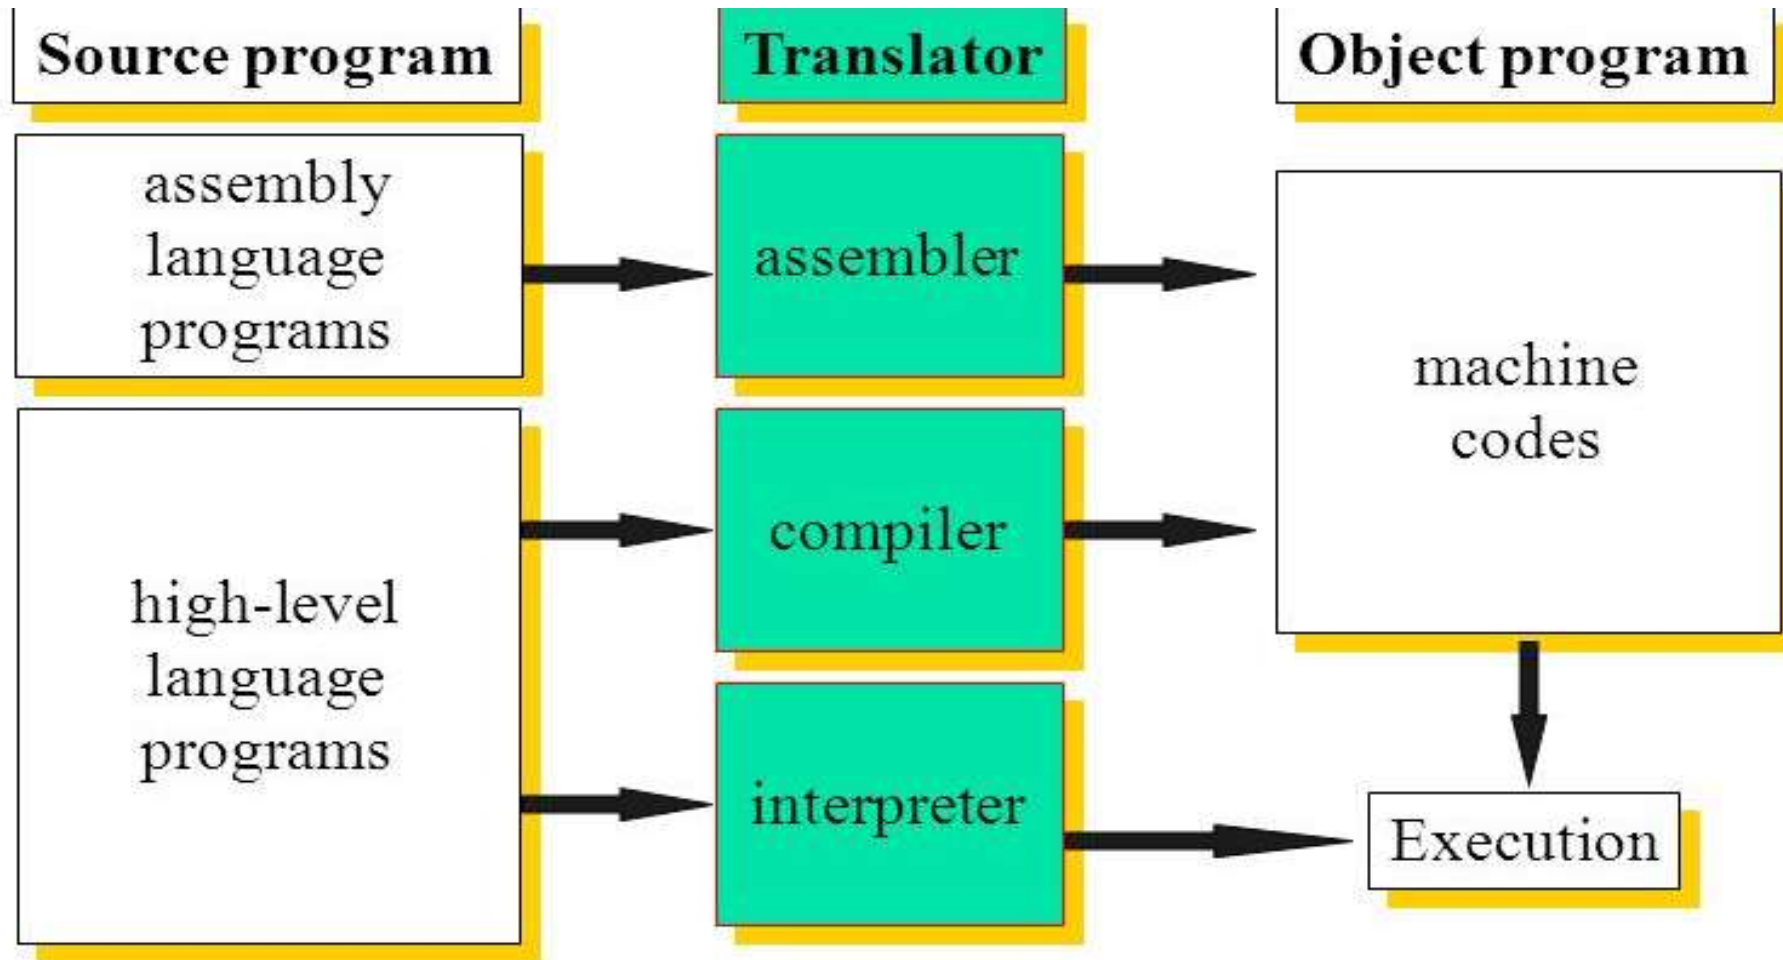 Source program
Translator
Object program
assembly
language
programs
assembler
machine
codes
high-level
language
programs
compiler
interpreter
Execution